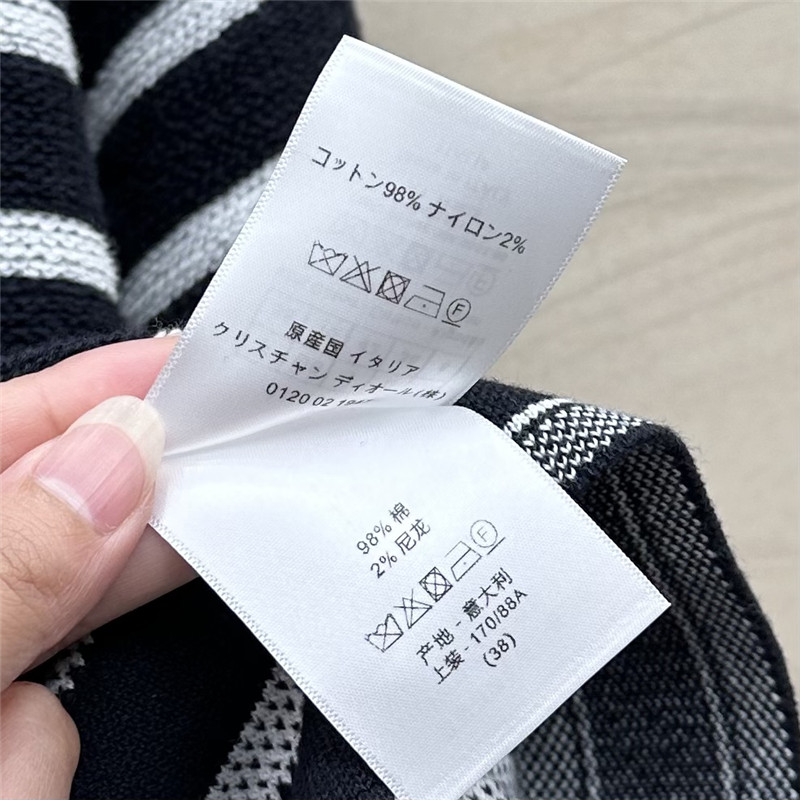 コットン98% ナイロン2%
F
原産国 イタリア
クリスチャン ディオール(株)
0120 02
98% 棉
2% 尼龙
F
产地 - 意大利
上装 - 170/88A
(38)